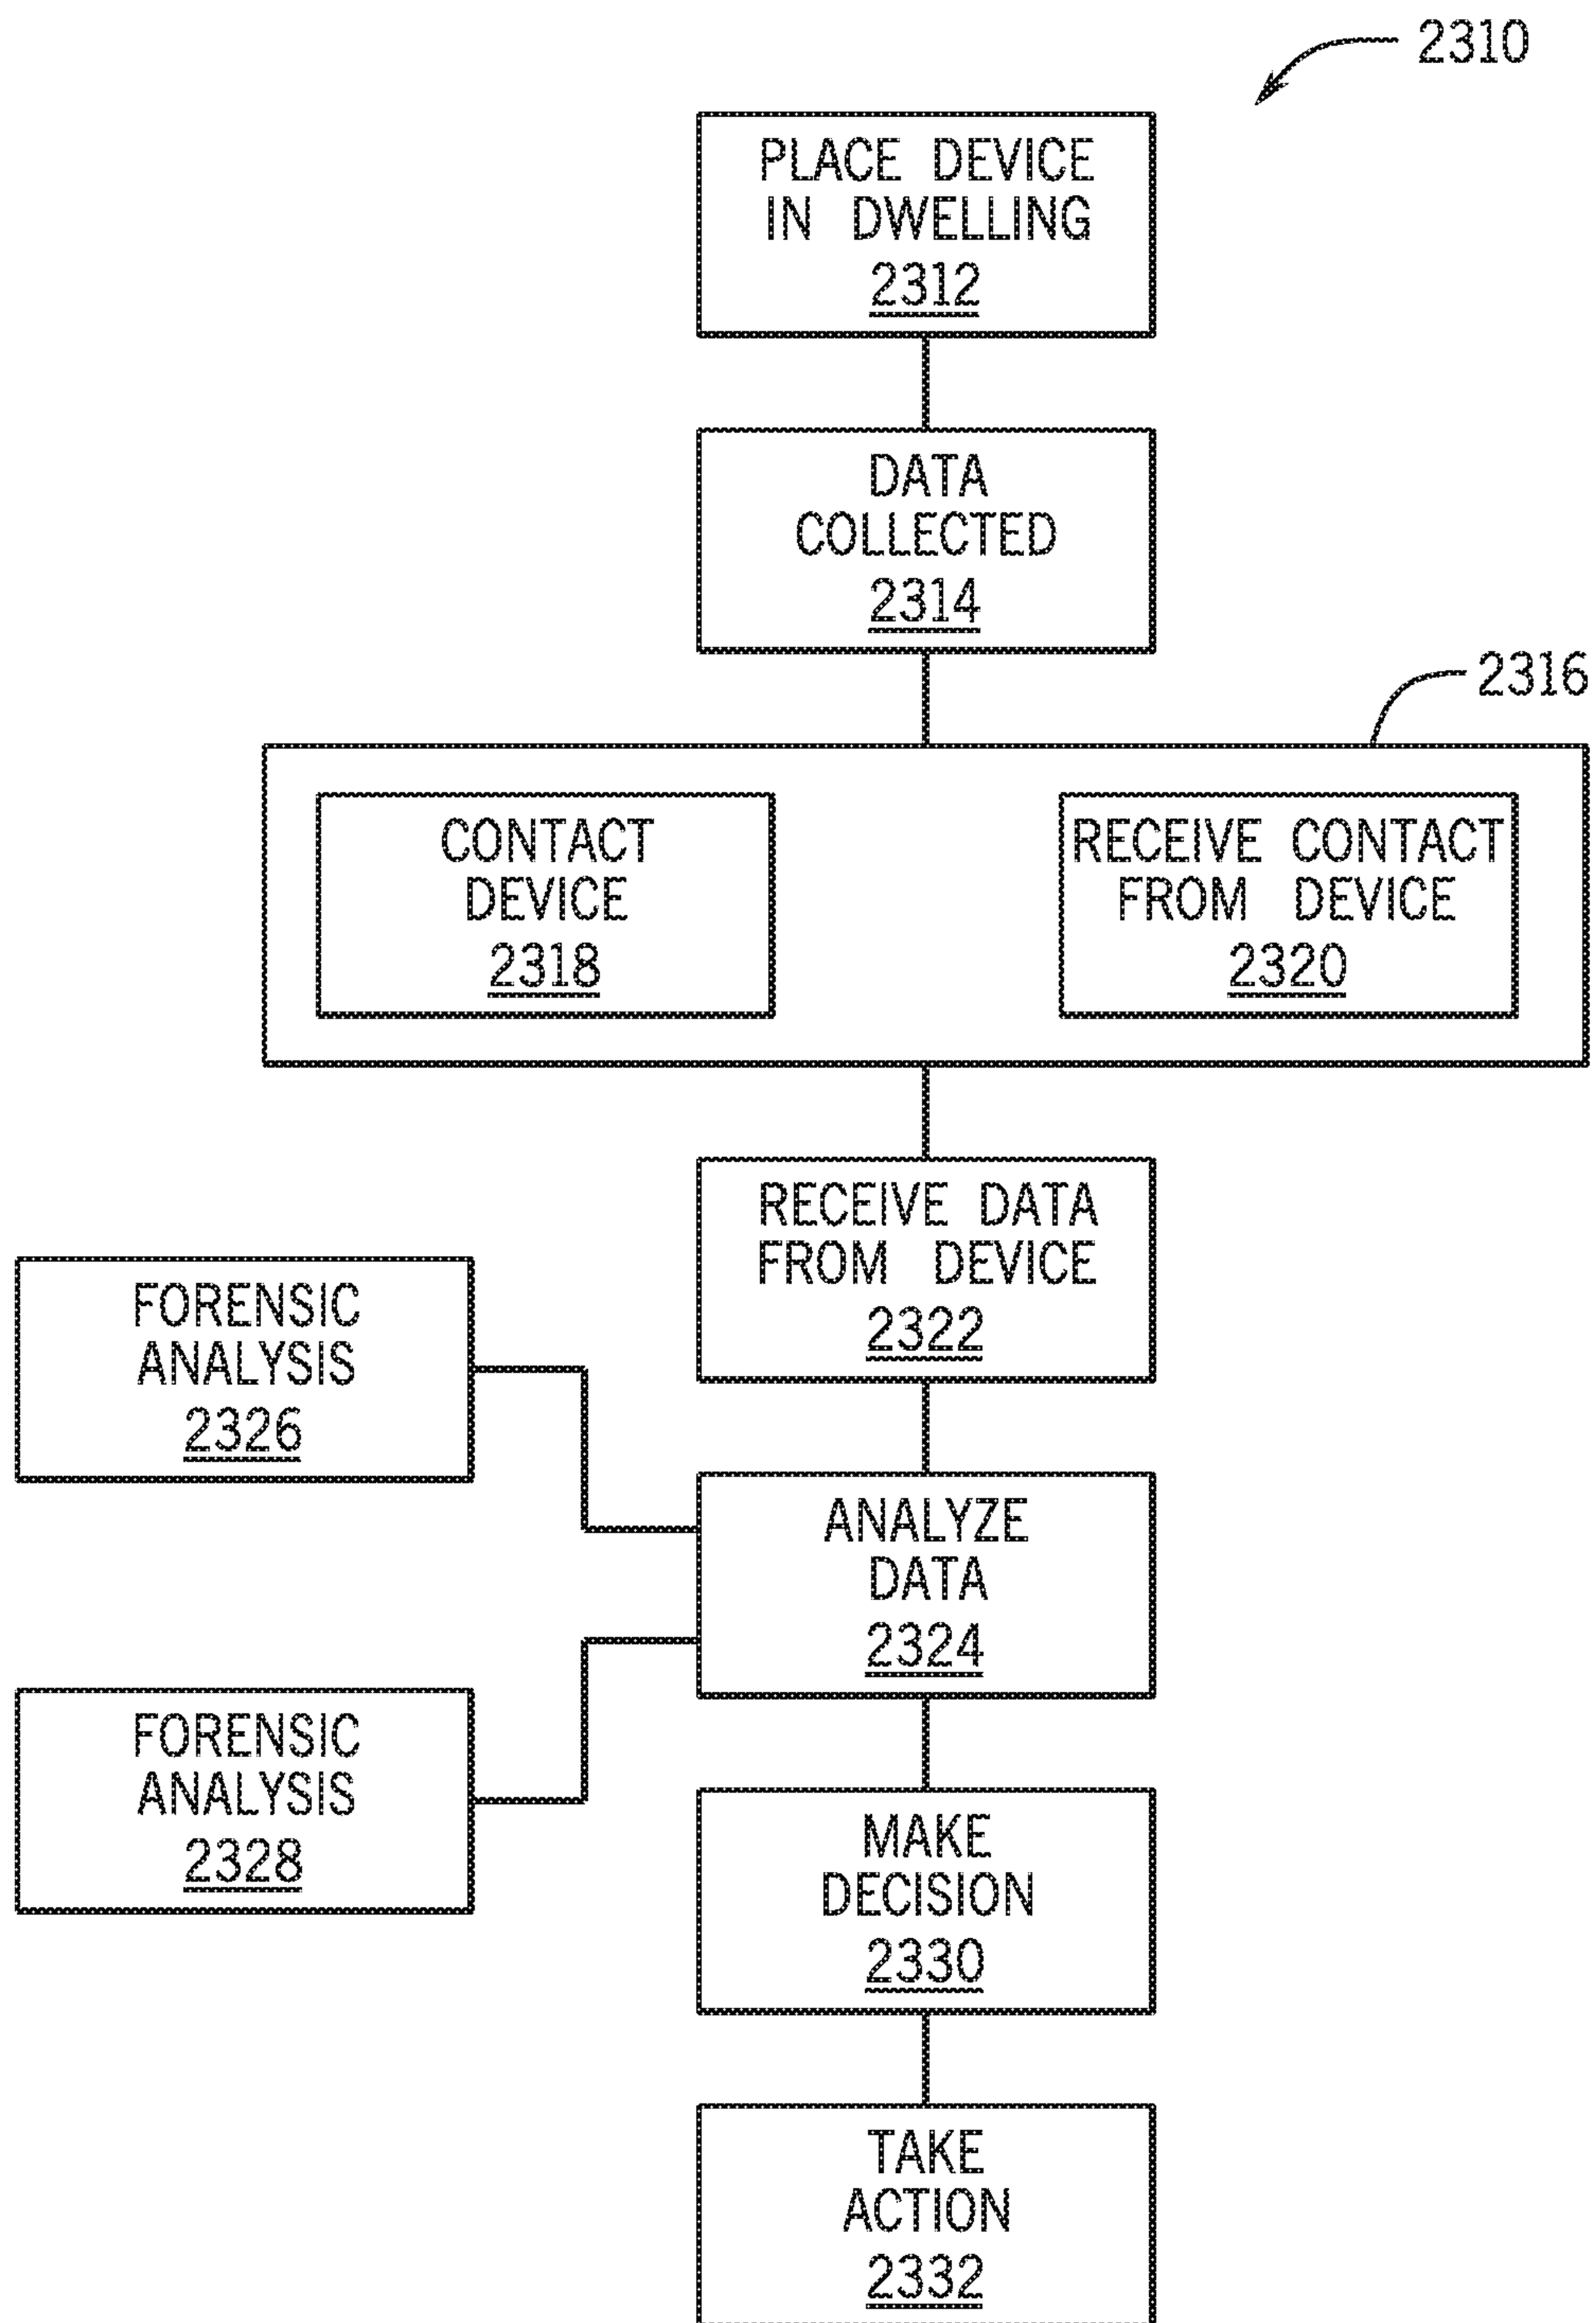 2310
PLACE DEVICE
IN DWELLING
2312
DATA
COLLECTED
2314
2316
CONTACT
DEVICE
2318
RECEIVE CONTACT
FROM DEVICE
2320
RECEIVE DATA
FROM DEVICE
2322
FORENSIC
ANALYSIS
2326
ANALYZE
DATA
2324
FORENSIC
ANALYSIS
2328
MAKE
DECISION
2330
TAKE
ACTION
2332